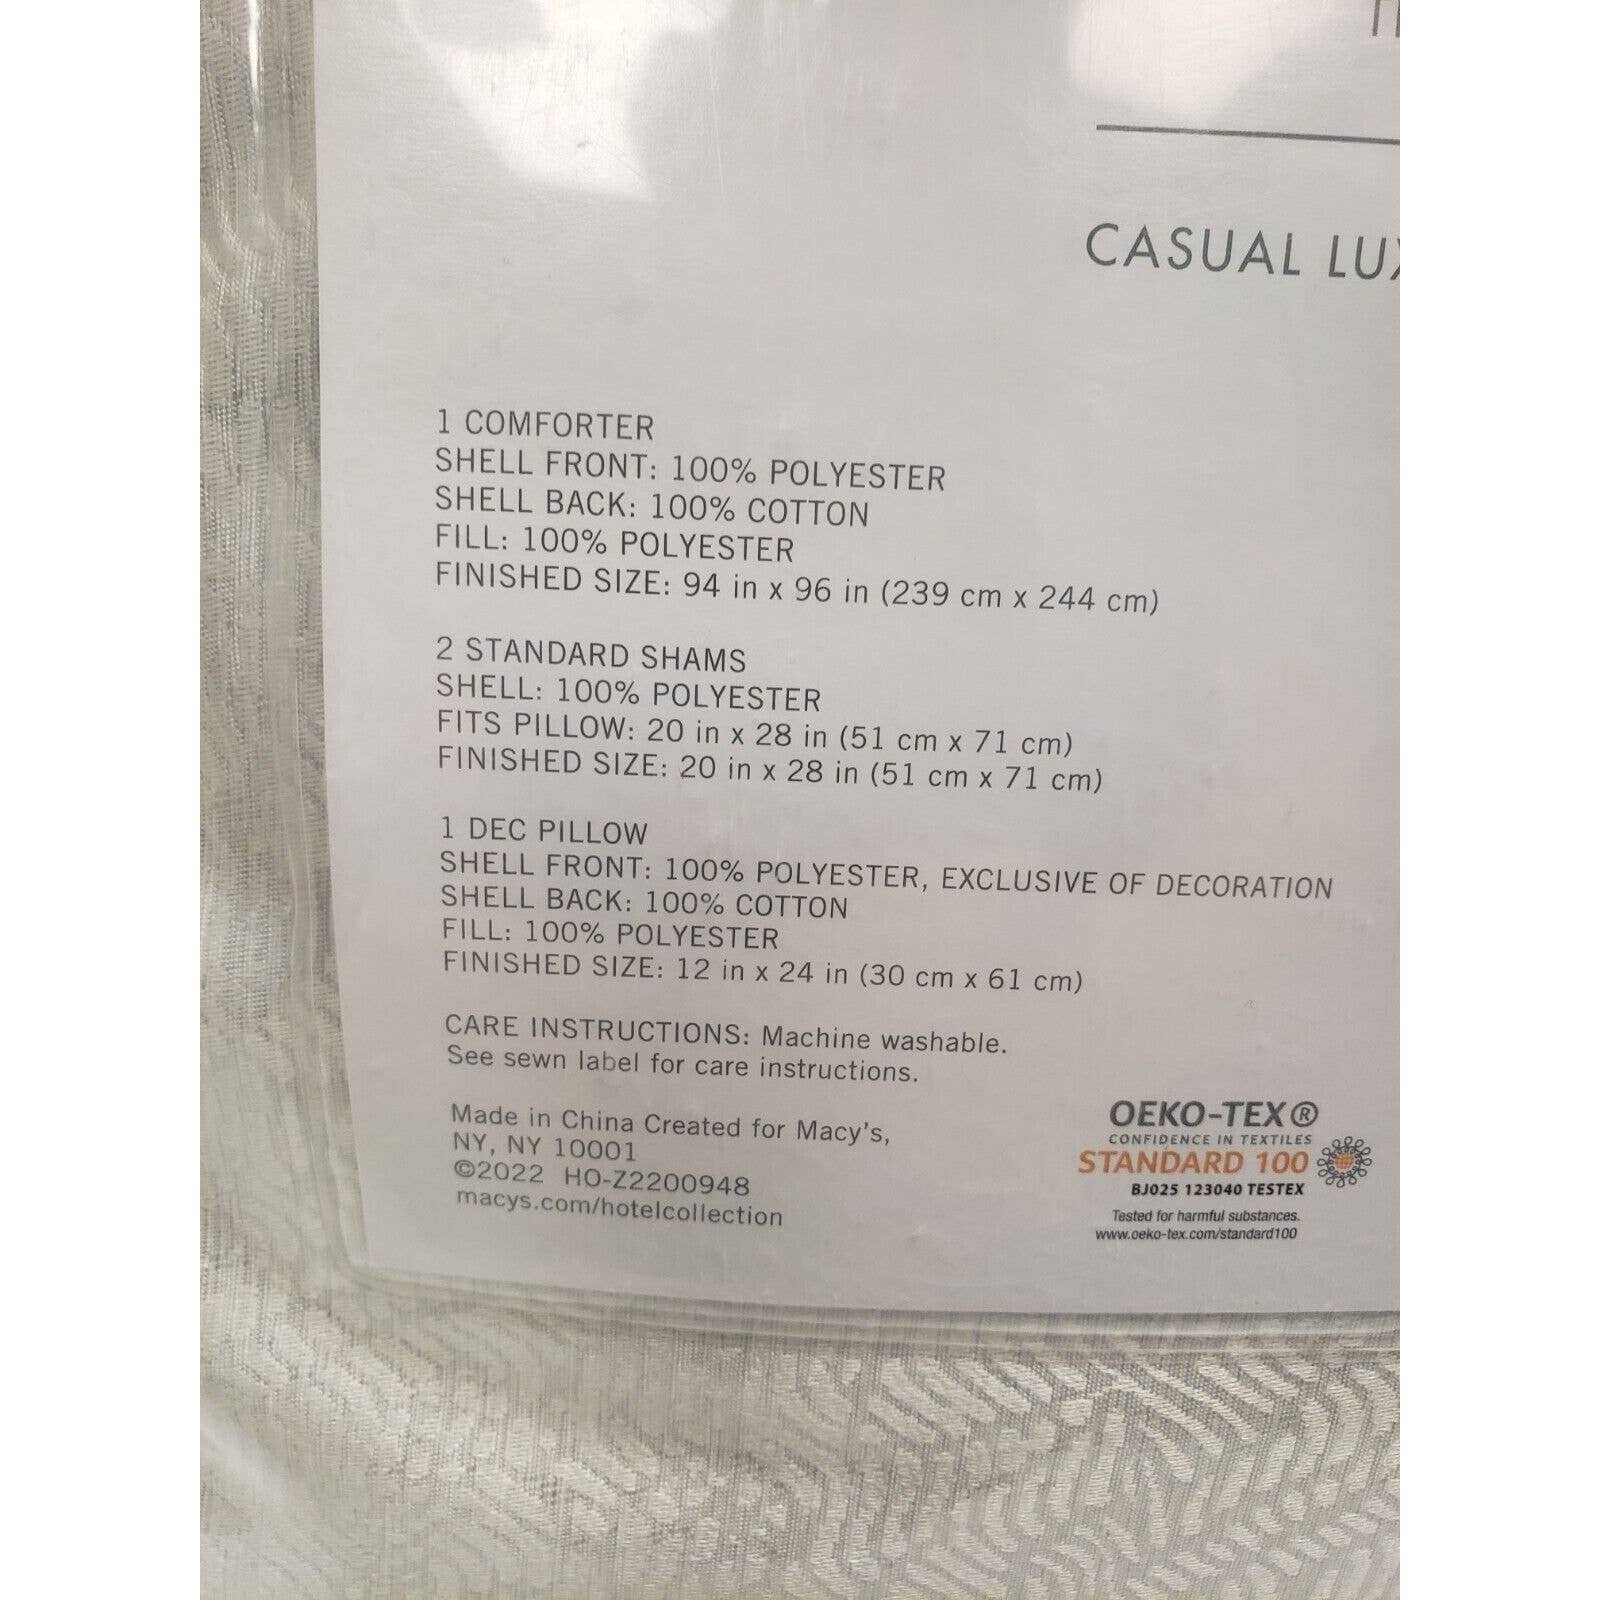 CASUAL
1 COMFORTER
SHELL FRONT: 100% POLYESTER
SHELL BACK: 100% COTTON
FILL: 100% POLYESTER
FINISHED SIZE: 94 in x 96 in (239 cm x 244 cm)
2 STANDARD SHAMS
SHELL: 100% POLYESTER
FITS PILLOW: 20 in x 28 in (51 cm x 71 cm)
FINISHED SIZE: 20 in x 28 in (51 cm x 71 cm)
1 DEC PILLOW
SHELL FRONT: 100% POLYESTER, EXCLUSIVE OF DECORATION
SHELL BACK: 100% COTTON
FILL: 100% POLYESTER
FINISHED SIZE: 12 in x 24 in (30 cm x 61 cm)
CARE INSTRUCTIONS: Machine washable.
See sewn label for care instructions.
Made in China Created for Macy's,
NY, NY 10001
©2022 HO-Z2200948
macys.com/hotelcollection
OEKO-TEX®
CONFIDENCE IN TEXTILES
STANDARD 100
BJ025 123040 TESTEX
Tested for harmful substances.
www.oeko-tex.com/standard100